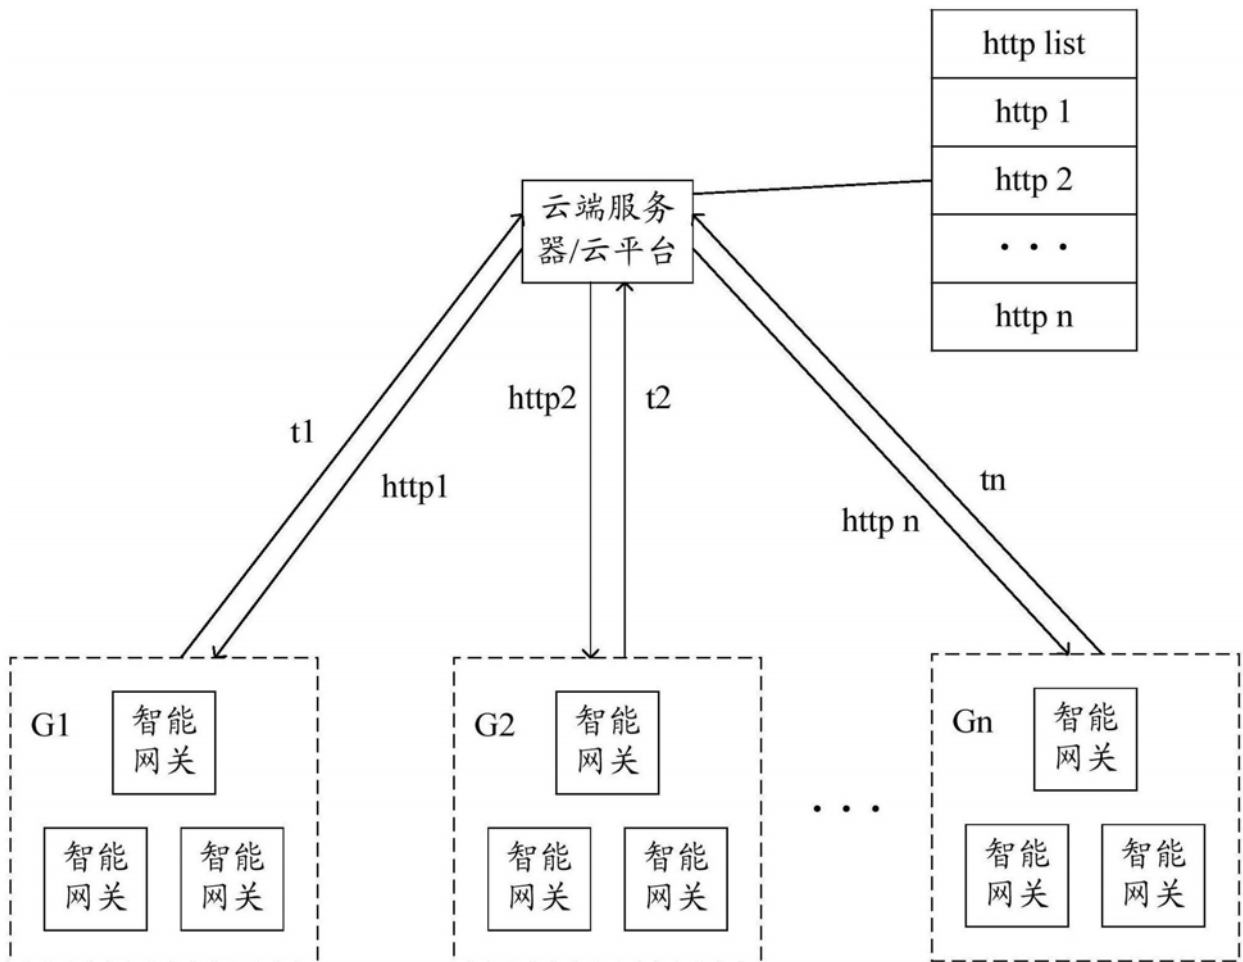 http list
http 1
http 2
· · ·
http n
云端服务
器/云平台
t1
http1
http2
t2
tn
http n
G1
智能
网关
智能
网关
智能
网关
G2
智能
网关
智能
网关
智能
网关
· · ·
Gn
智能
网关
智能
网关
智能
网关